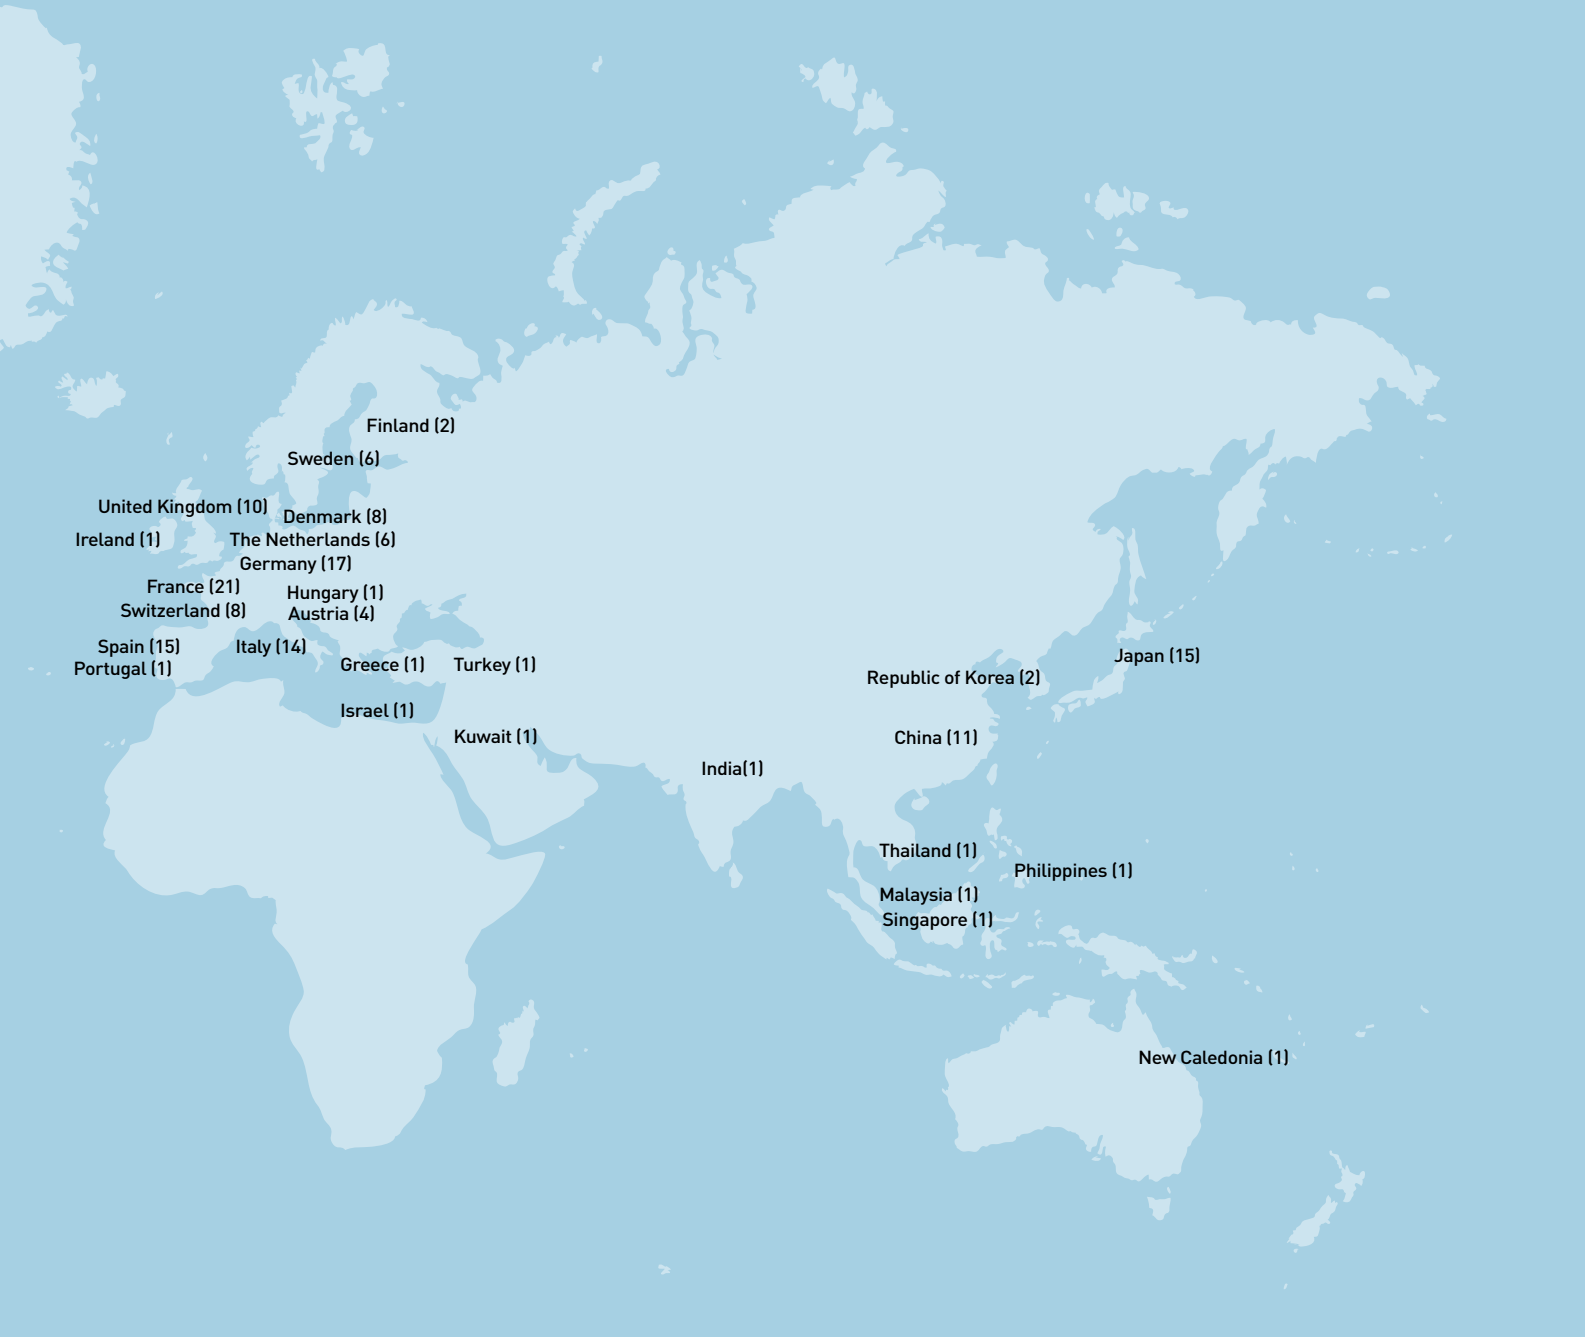 Finland (2)
Sweden (6)
United Kingdom (10)
Denmark (8)
Ireland (1)
The Netherlands (6)
Germany (17)
France (21)
Hungary (1)
Switzerland (8)
Austria (4)
Spain (15)
Italy (14)
Portugal (1)
Greece (1)
Turkey (1)
Israel (1)
Kuwait (1)
India(1)
Republic of Korea (2)
Japan (15)
China (11)
Thailand (1)
Philippines (1)
Malaysia (1)
Singapore (1)
New Caledonia (1)